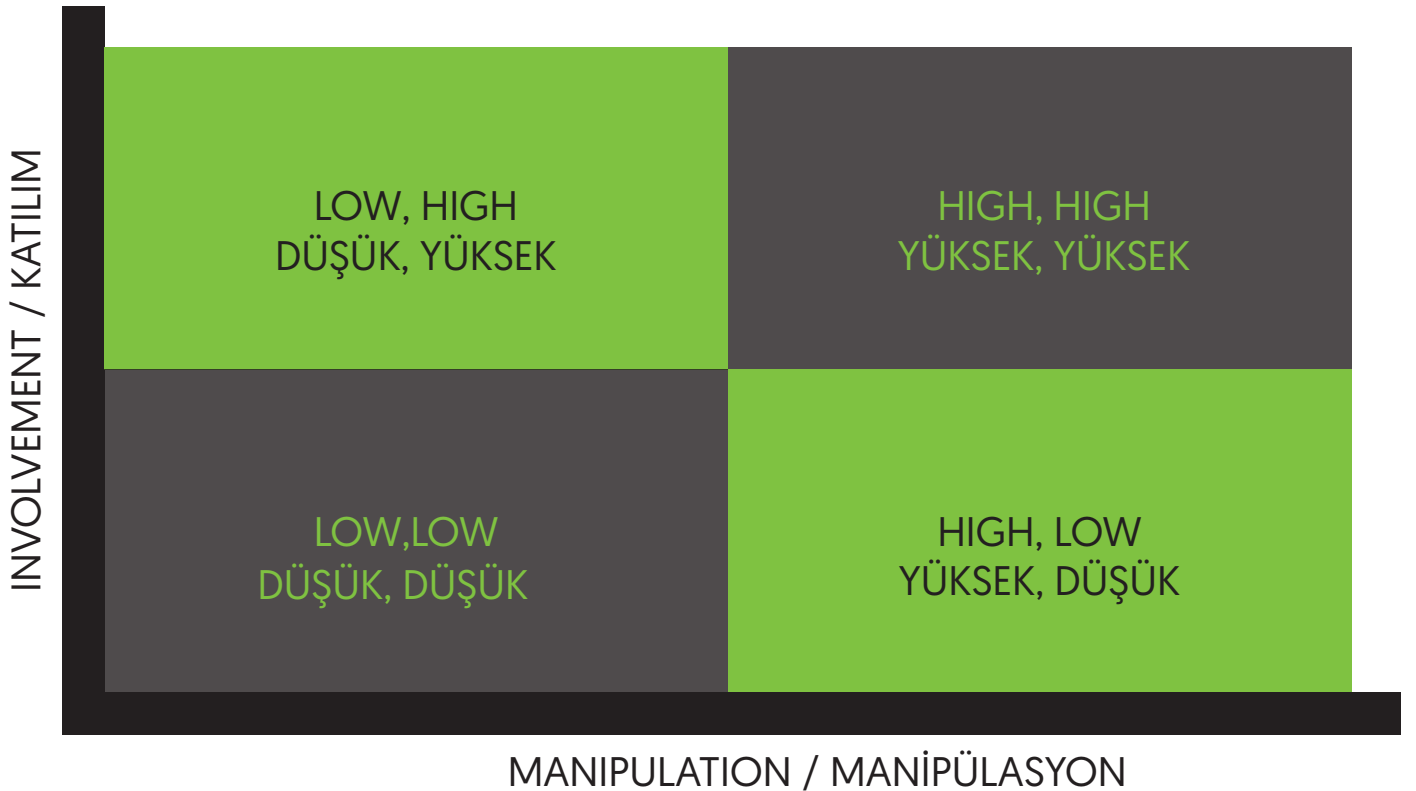 INVOLVEMENT / KATILIM
LOW, HIGH
DÜŞÜK, YÜKSEK
HIGH, HIGH
YÜKSEK, YÜKSEK
LOW,LOW
DÜŞÜK, DÜŞÜK
HIGH, LOW
YÜKSEK, DÜŞÜK
MANIPULATION / MANİPÜLASYON